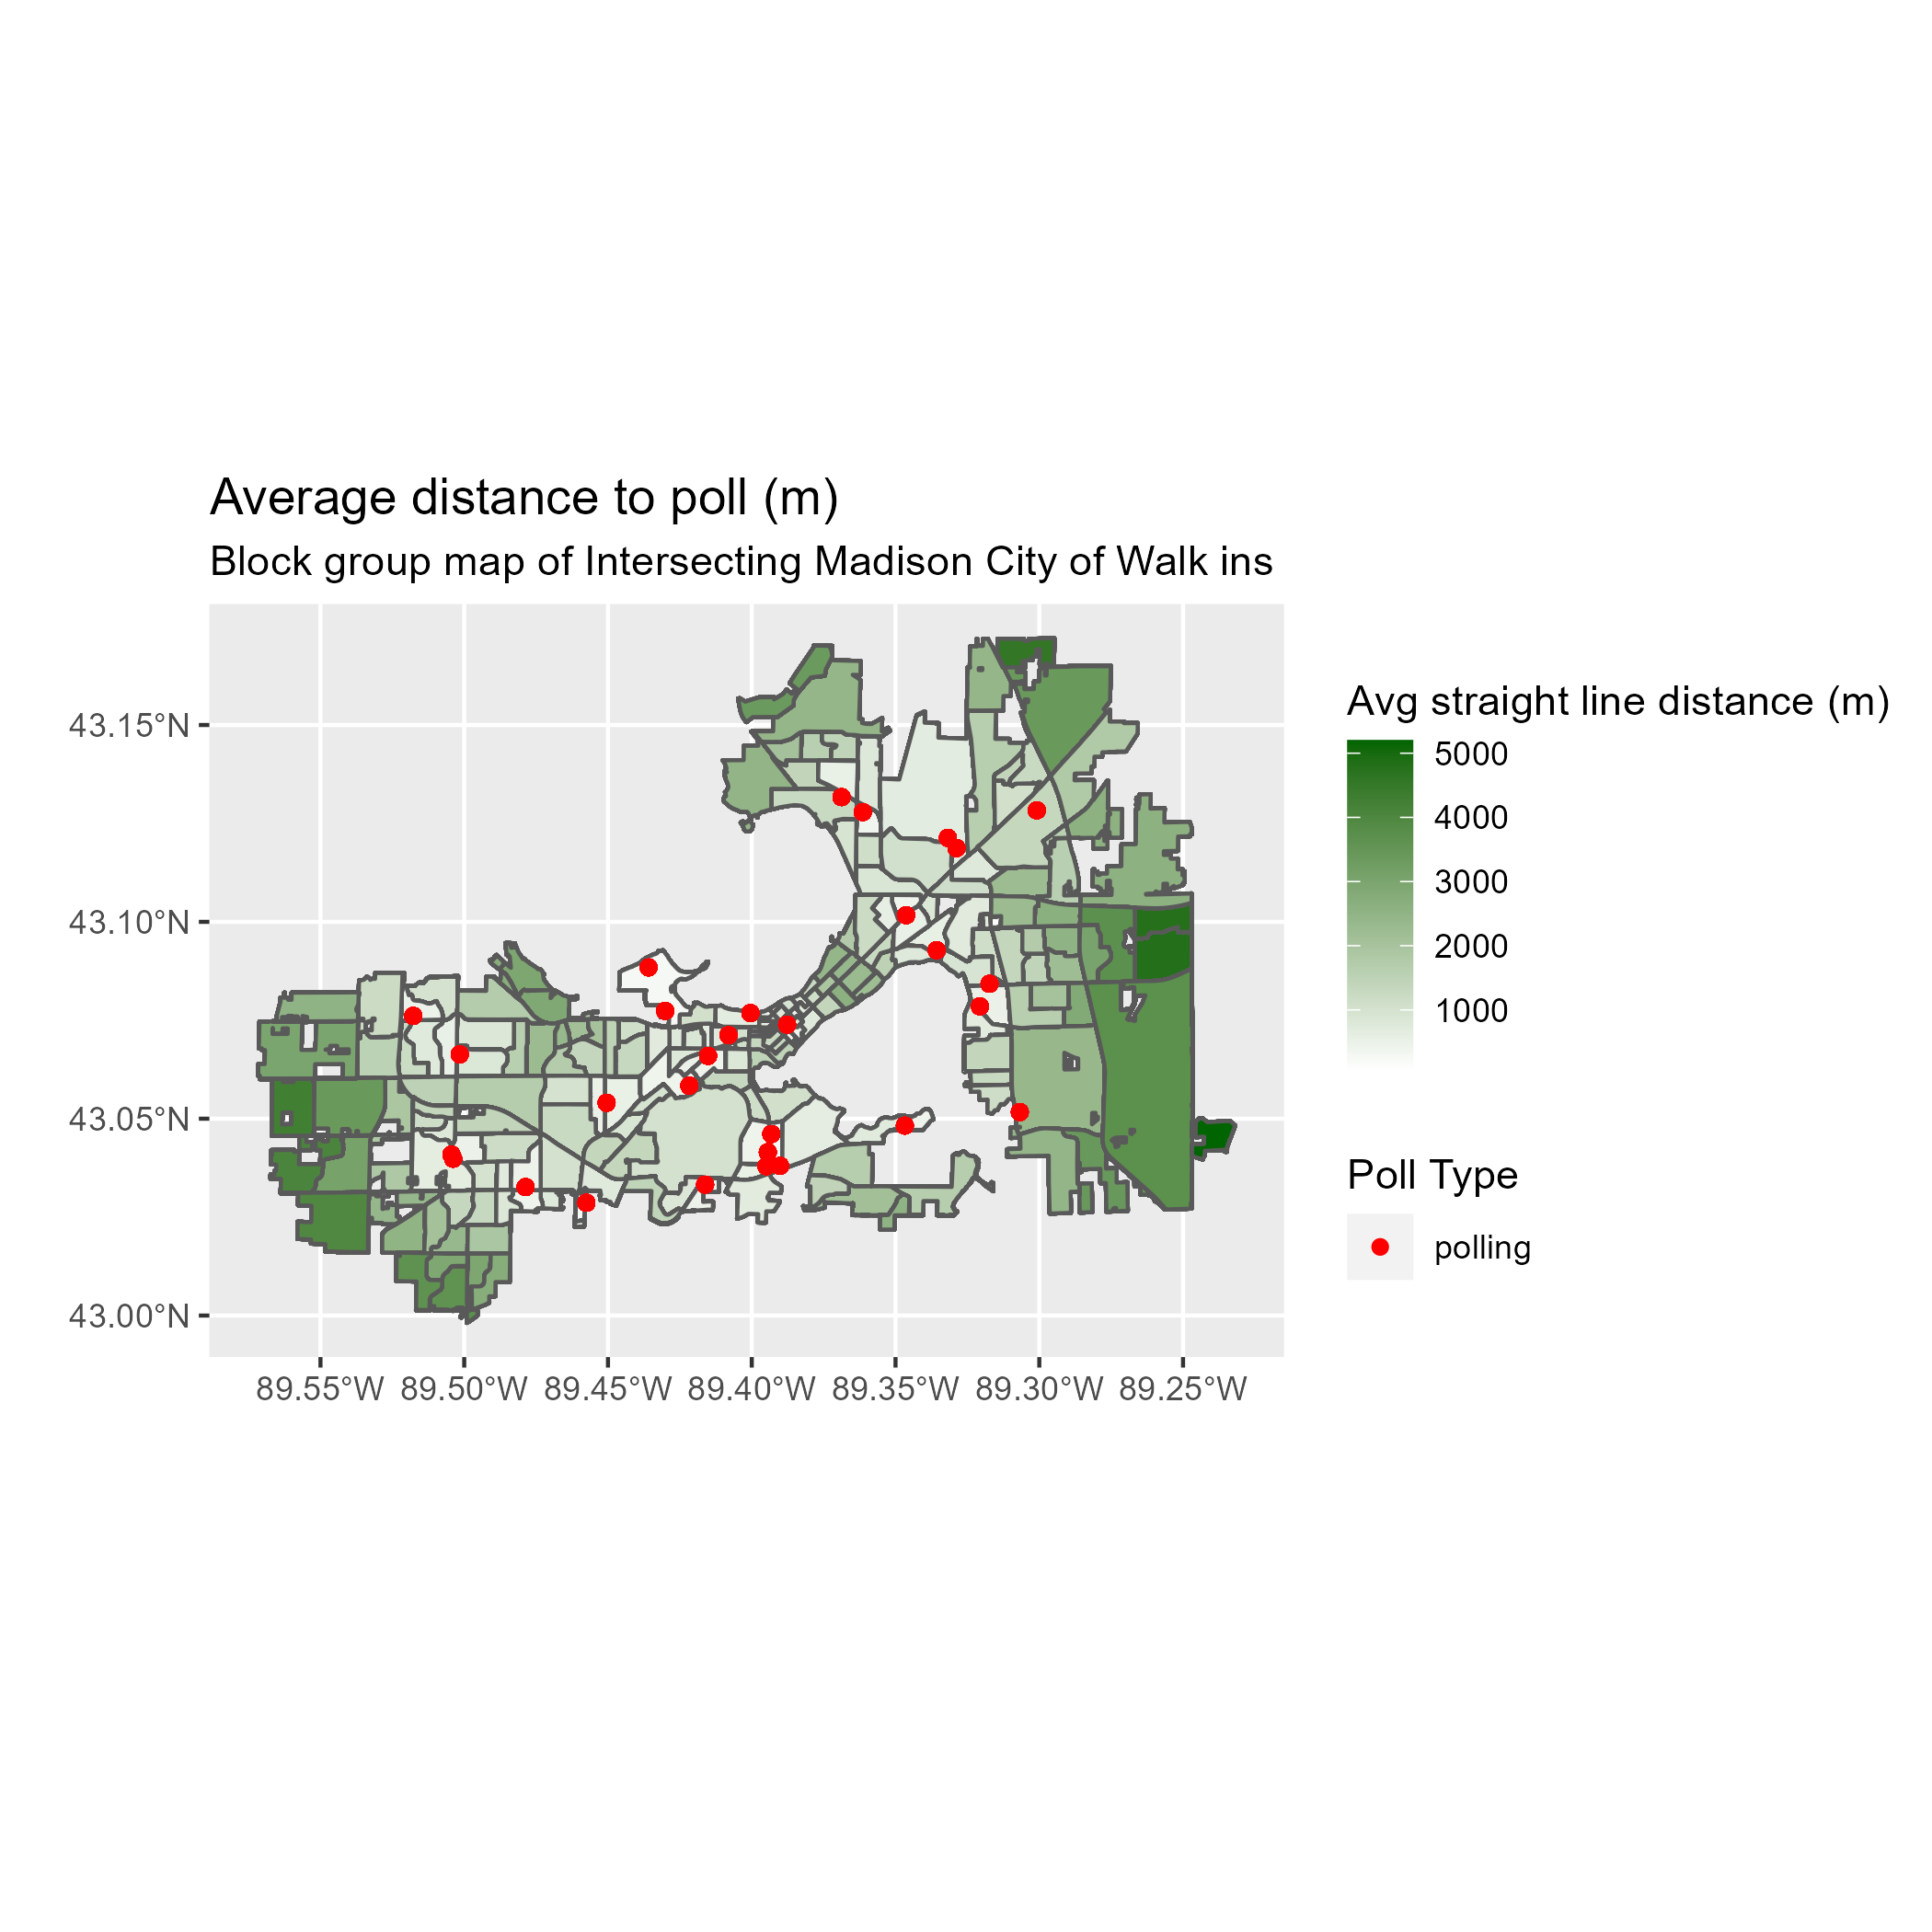 Average distance to poll (m)
Block group map of Intersecting Madison City of Walk ins
43.15°N
43.10°N
43.05°N
43.00°N
89.55°W 89.50°W 89.45°W 89.40°W 89.35°W 89.30°W 89.25°W
Avg straight line distance (m)
5000
4000
3000
2000
1000
Poll Type
polling